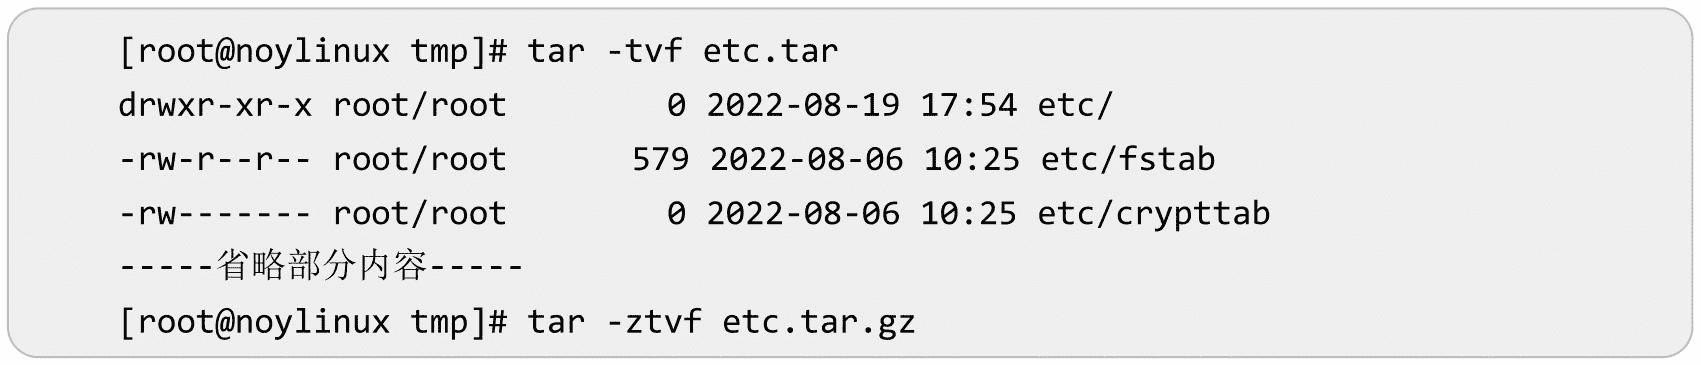 [root@noylinux tmp]# tar -tvf etc.tar
drwxr-xr-x root/root        0 2022-08-19 17:54 etc/
-rw-r--r-- root/root      579 2022-08-06 10:25 etc/fstab
-rw------- root/root        0 2022-08-06 10:25 etc/crypttab
-----省略部分内容-----
[root@noylinux tmp]# tar -ztvf etc.tar.gz